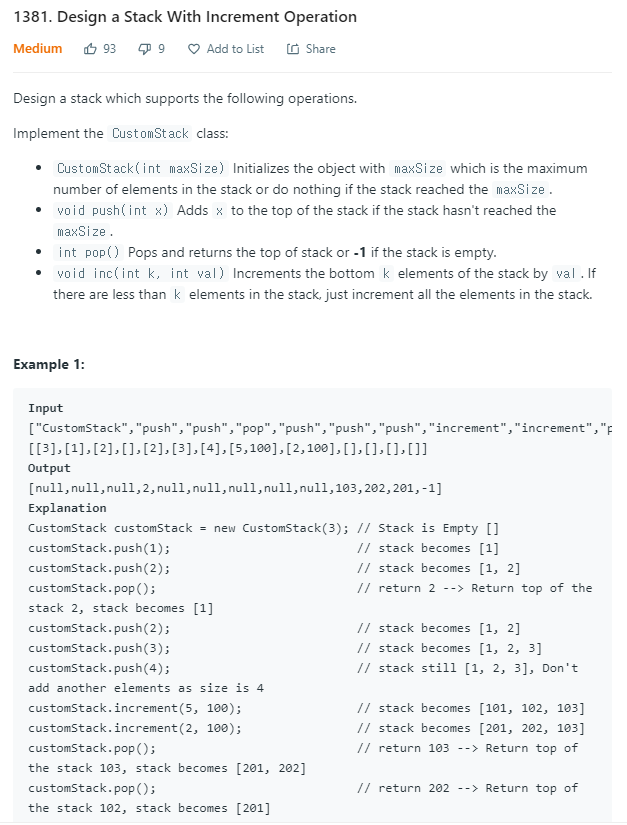 1381. Design a Stack With Increment Operation
Medium 93 9 Add to List Share
Design a stack which supports the following operations.
Implement the CustomStack class:
• CustomStack(int maxSize) Initializes the object with maxSize which is the maximum
number of elements in the stack or do nothing if the stack reached the maxSize.
• void push(int x) Adds x to the top of the stack if the stack hasn't reached the
maxSize.
• int pop() Pops and returns the top of stack or -1 if the stack is empty.
• void inc(int k, int val) Increments the bottom k elements of the stack by val. If
there are less than k elements in the stack, just increment all the elements in the stack.
Example 1:
Input
["CustomStack","push","push","pop","push","push","push","increment","increment","p
[[3],[1],[2],[],[2],[3],[4],[5,100],[2,100],[],[],[],[]]
Output
[null,null,null,2,null,null,null,null,null,103,202,201,-1]
Explanation
CustomStack customStack = new CustomStack(3); // Stack is Empty []
customStack.push(1); // stack becomes [1]
customStack.push(2); // stack becomes [1, 2]
customStack.pop(); // return 2 --> Return top of the
stack 2, stack becomes [1]
customStack.push(2); // stack becomes [1, 2]
customStack.push(3); // stack becomes [1, 2, 3]
customStack.push(4); // stack still [1, 2, 3], Don't
add another elements as size is 4
customStack.increment(5, 100); // stack becomes [101, 102, 103]
customStack.increment(2, 100); // stack becomes [201, 202, 103]
customStack.pop(); // return 103 --> Return top of
the stack 103, stack becomes [201, 202]
customStack.pop(); // return 202 --> Return top of
the stack 102, stack becomes [201]